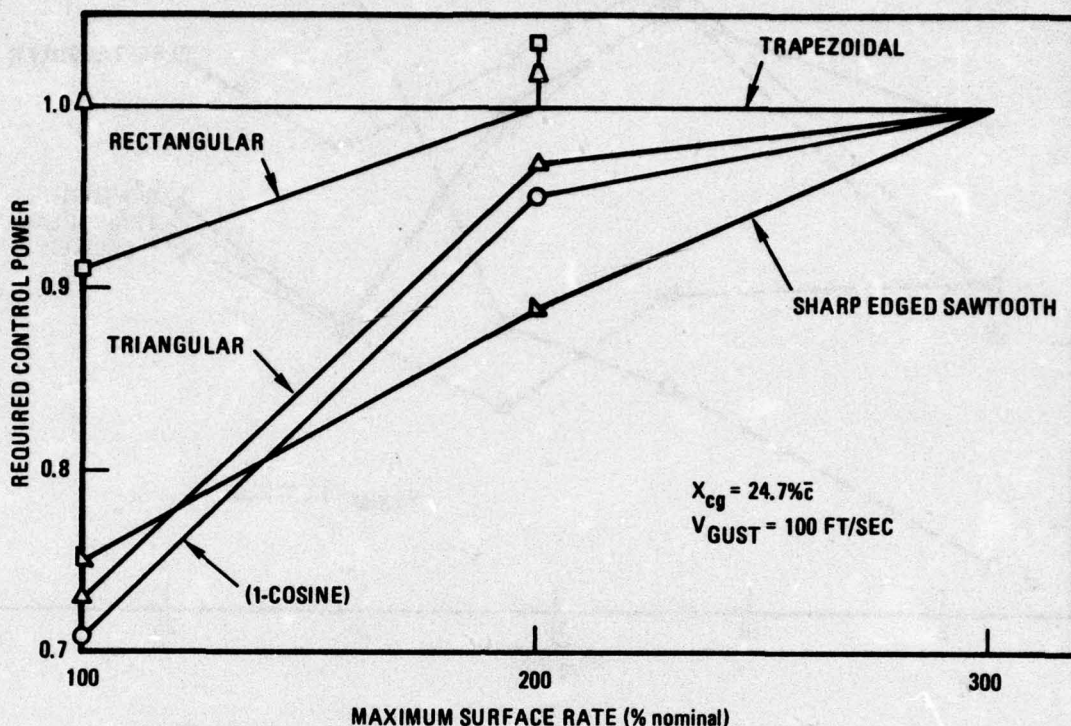 TRAPEZOIDAL
1.0
RECTANGULAR
0.9
TRIANGULAR
SHARP EDGED SAWTOOTH
0.8
X_cg = 24.7%c̄
V_GUST = 100 FT/SEC
(1-COSINE)
0.7
100
200
300
REQUIRED CONTROL POWER
MAXIMUM SURFACE RATE (% nominal)